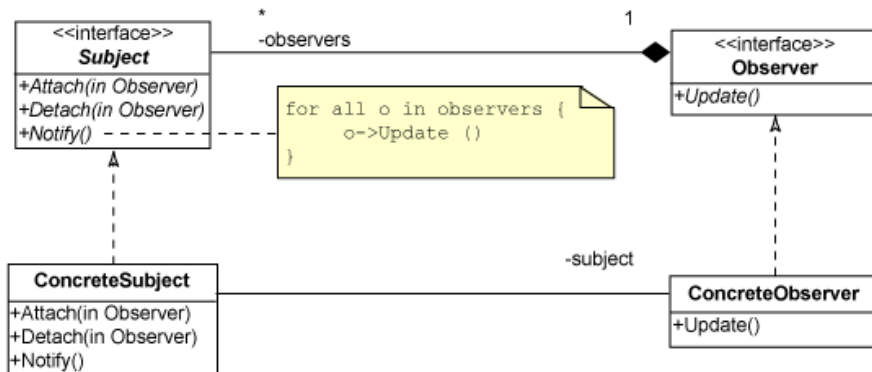 <<interface>>
Subject
+Attach(in Observer)
+Detach(in Observer)
+Notify()
*
-observers
1
<<interface>>
Observer
+Update()
for all o in observers {
o->Update ()
}
ConcreteSubject
+Attach(in Observer)
+Detach(in Observer)
+Notify()
-subject
ConcreteObserver
+Update()